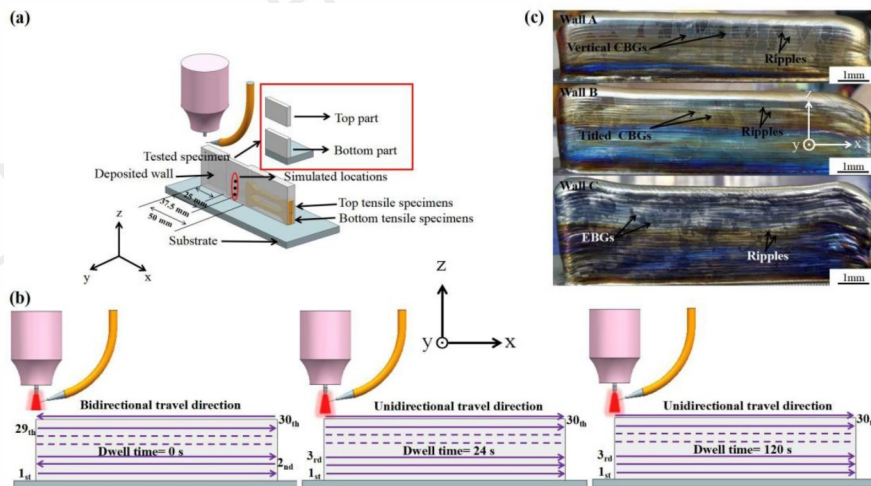 (a)
Top part
Bottom part
Tested specimen
Deposited wall
Simulated locations
25 mm
37.5 mm
50 mm
Top tensile specimens
Bottom tensile specimens
Substrate
z
y
x
(c)
Wall A
Vertical CBGs
Ripples
1mm
Wall B
Titled CBGs
Ripples
z
y
x
1mm
Wall C
EBGs
Ripples
1mm
(b)
z
y
x
Bidirectional travel direction
29th
30th
Dwell time= 0 s
1st
2nd
Unidirectional travel direction
30th
Dwell time= 24 s
3rd
1st
Unidirectional travel direction
30th
Dwell time= 120 s
3rd
1st